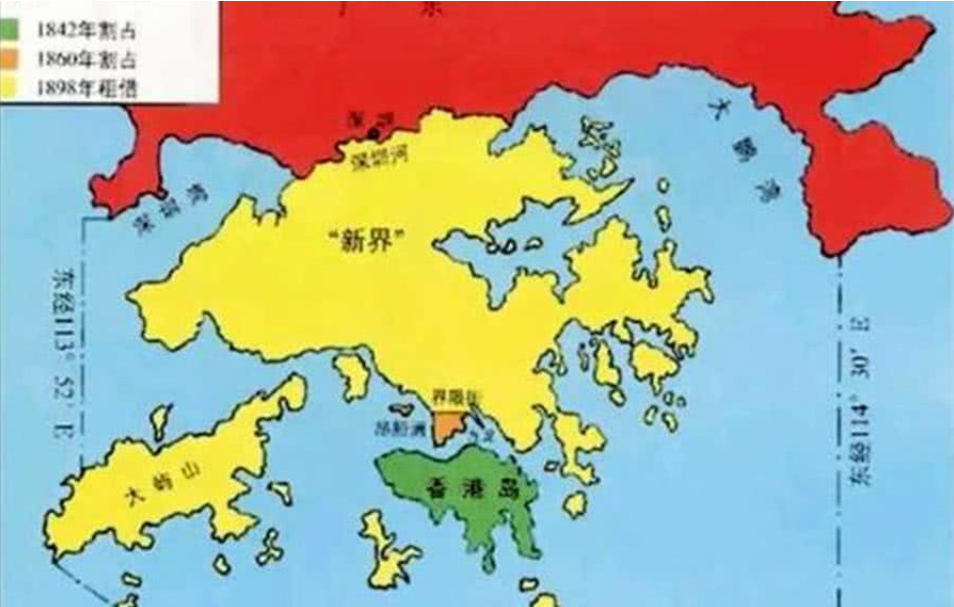 广东
1842年割占
1860年割占
1898年租借
深圳
深圳河
大鹏湾
深圳湾
“新界”
东经113° 52′ E
东经114° 30′ E
界限街
昂船洲
九龙
大屿山
香港岛